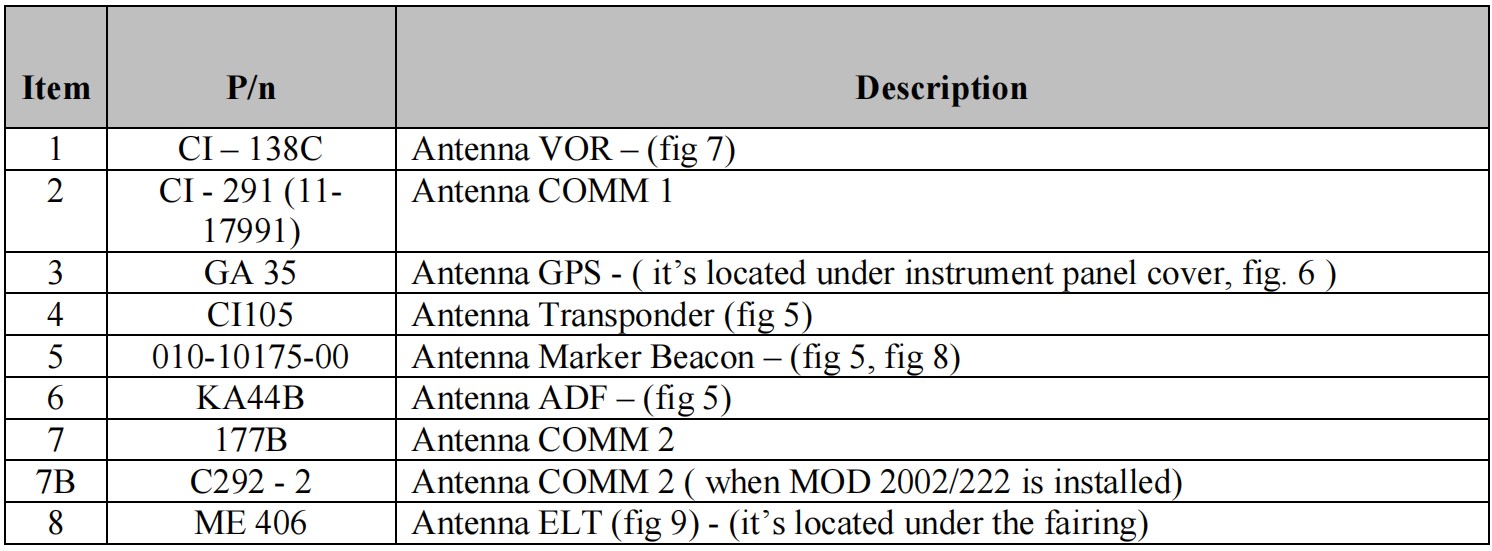 Item P/n Description
1 CI – 138C Antenna VOR – (fig 7)
2 CI - 291 (11- Antenna COMM 1
17991)
3 GA 35 Antenna GPS - ( it’s located under instrument panel cover, fig. 6 )
4 CI105 Antenna Transponder (fig 5)
5 010-10175-00 Antenna Marker Beacon – (fig 5, fig 8)
6 KA44B Antenna ADF – (fig 5)
7 177B Antenna COMM 2
7B C292 - 2 Antenna COMM 2 ( when MOD 2002/222 is installed)
8 ME 406 Antenna ELT (fig 9) - (it’s located under the fairing)